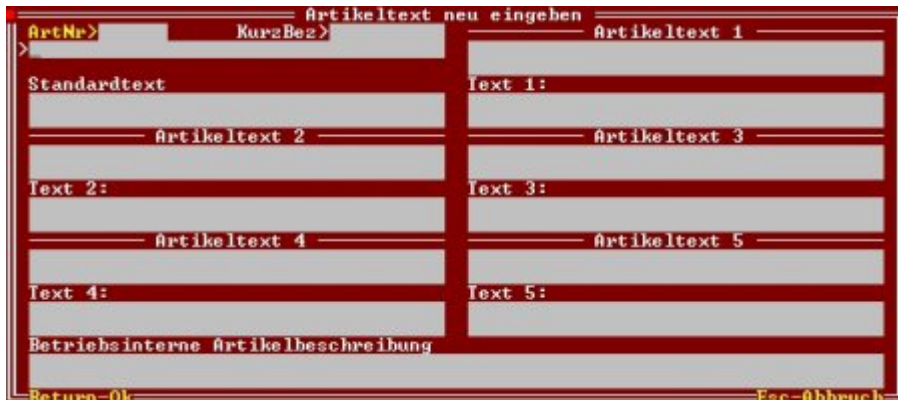 Artikeltext neu eingeben
ArtNr> KurzBez> Artikeltext 1
>_
Standardtext Text 1:
Artikeltext 2 Artikeltext 3
Text 2: Text 3:
Artikeltext 4 Artikeltext 5
Text 4: Text 5:
Betriebsinterne Artikelbeschreibung
Return-Ok Esc-Abbruch